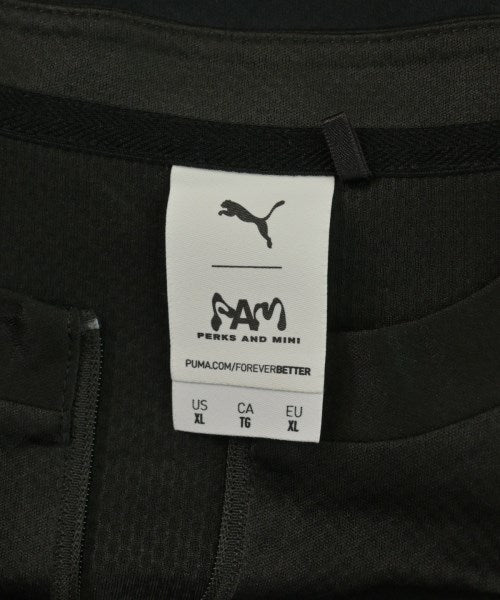 PAM
PERKS AND MINI
PUMA.COM/FOREVERBETTER
US CA EU
XL TG XL